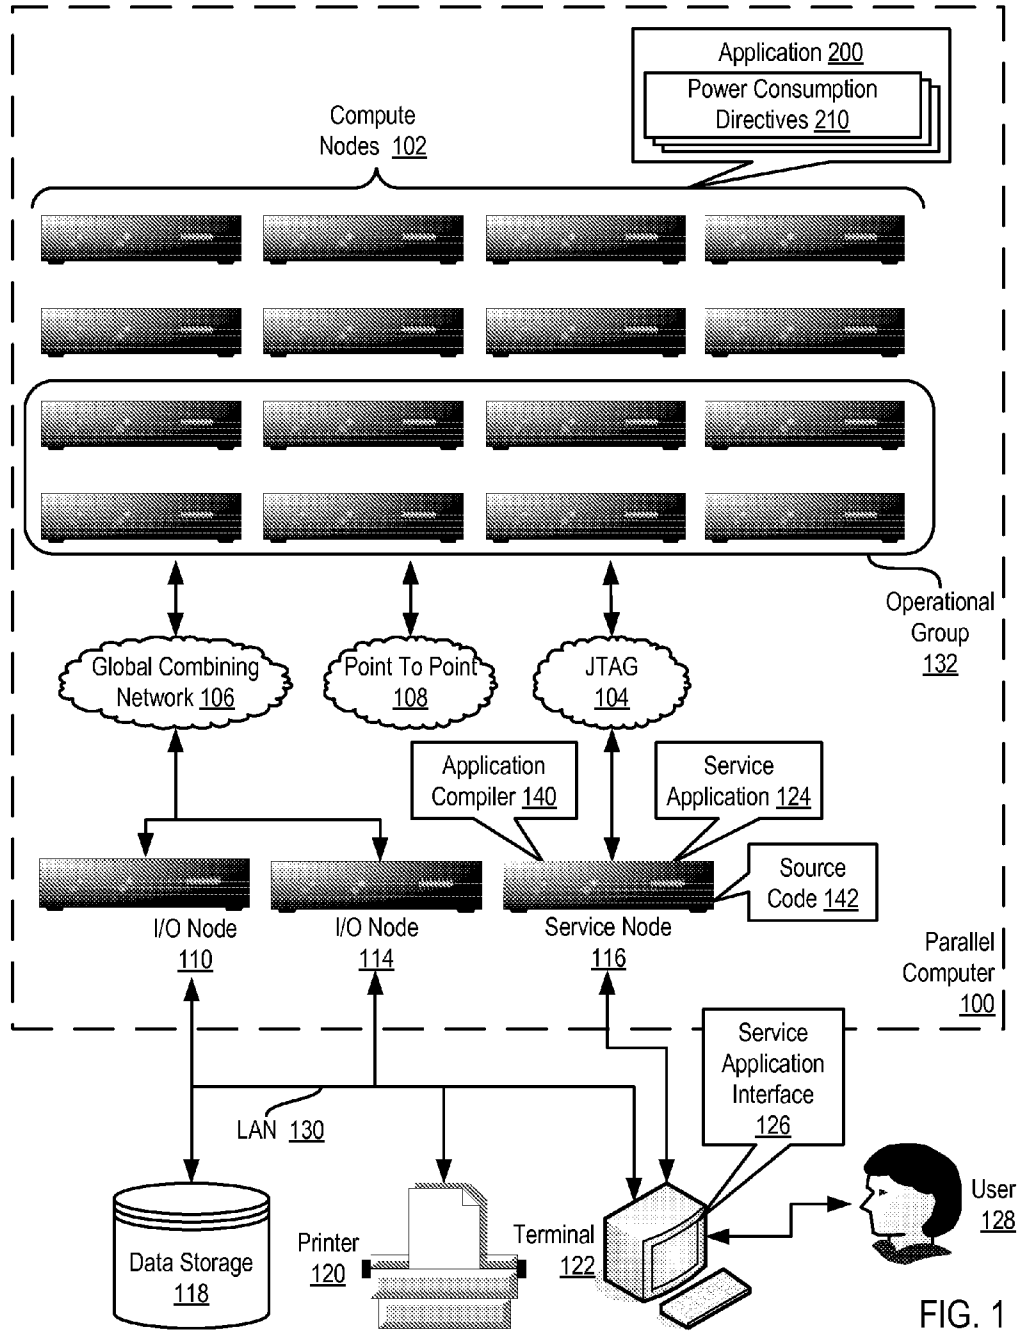 Application 200
Power Consumption
Directives 210
Compute
Nodes 102
Operational
Group
132
Global Combining
Network 106
Point To Point
108
JTAG
104
Application
Compiler 140
Service
Application 124
Source
Code 142
I/O Node
110
I/O Node
114
Service Node
116
Parallel
Computer
100
Service
Application
Interface
126
LAN 130
Data Storage
118
Printer
120
Terminal
122
User
128
FIG. 1